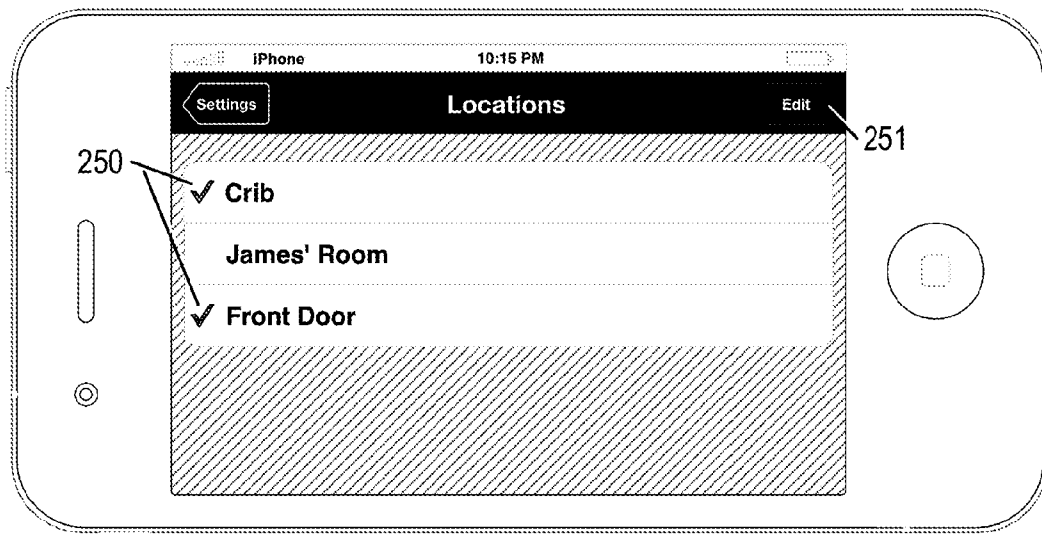 iPhone 10:15 PM
Settings Locations Edit
251
250
Crib
James' Room
Front Door